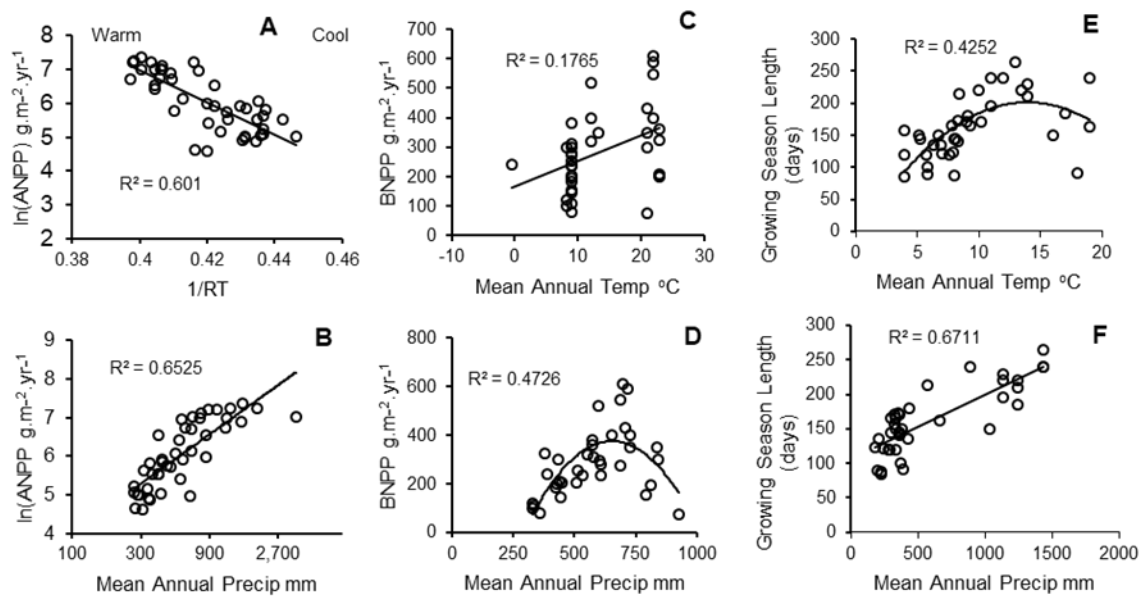 A
Warm
Cool
8
7
6
5
4
3
2
R² = 0.601
ln(ANPP) g.m-².yr-¹
0.38
0.4
0.42
0.44
0.46
1/RT
C
700
600
500
400
300
200
100
0
R² = 0.1765
BNPP g.m-².yr-¹
-10
0
10
20
30
Mean Annual Temp ºC
E
300
250
200
150
100
50
0
R² = 0.4252
Growing Season Length
(days)
0
5
10
15
20
Mean Annual Temp ºC
B
9
8
7
6
5
4
R² = 0.6525
ln(ANPP g.m-².yr-¹
100
300
900
2,700
Mean Annual Precip mm
D
800
600
400
200
0
R² = 0.4726
BNPP g.m-².yr-¹
0
250
500
750
1000
Mean Annual Precip mm
F
300
250
200
150
100
50
0
R² = 0.6711
Growing Season Length
(days)
0
500
1000
1500
2000
Mean Annual Precip mm